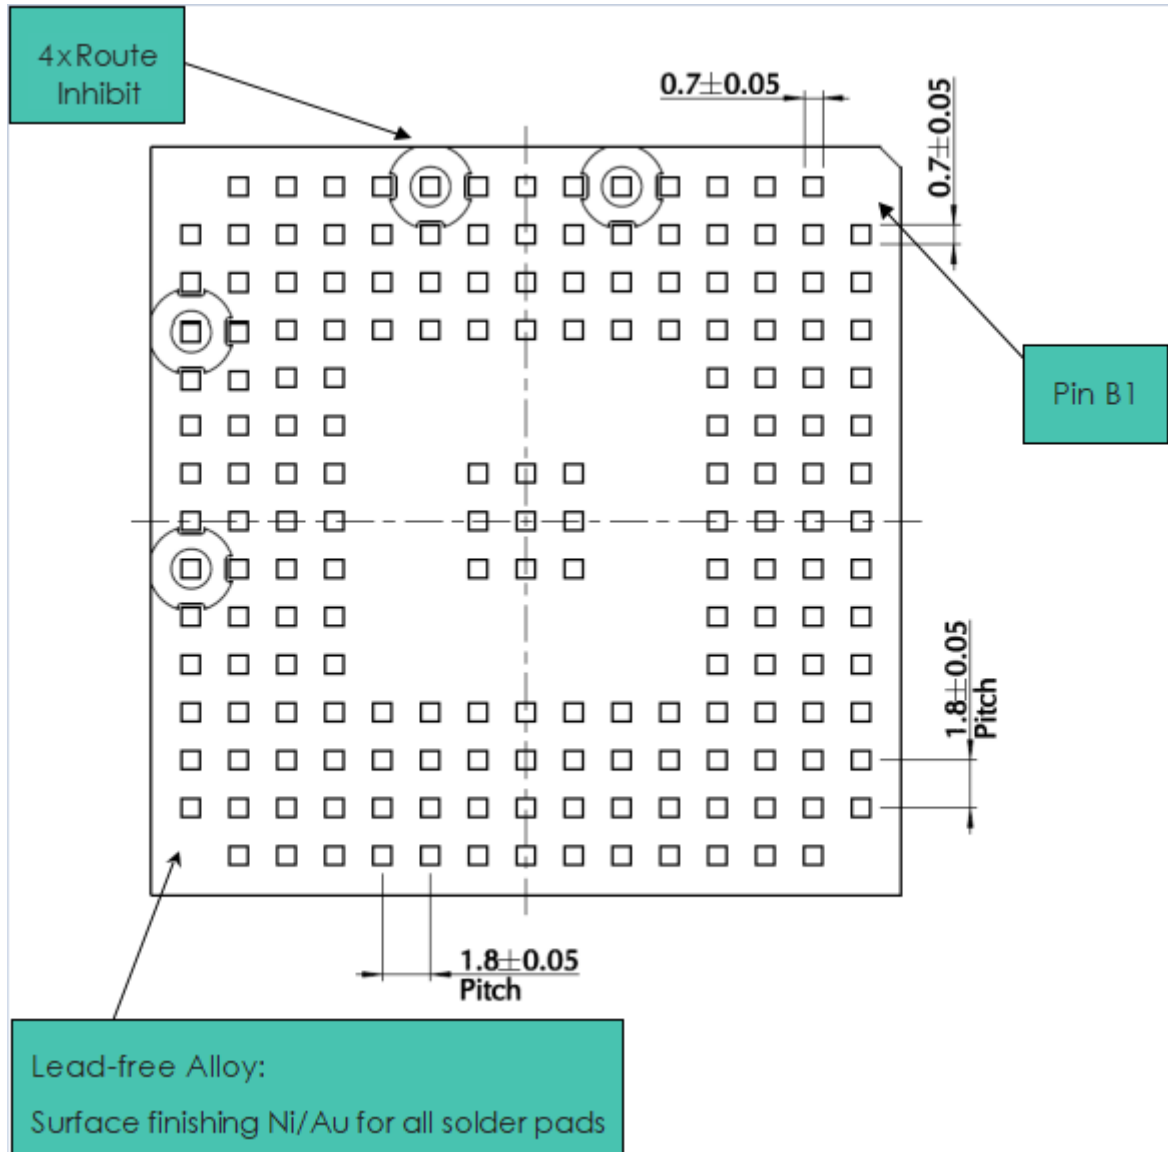 4xRoute
Inhibit
0.7±0.05
0.7±0.05
Pin B1
1.8±0.05
Pitch
1.8±0.05
Pitch
Lead-free Alloy:
Surface finishing Ni/Au for all solder pads